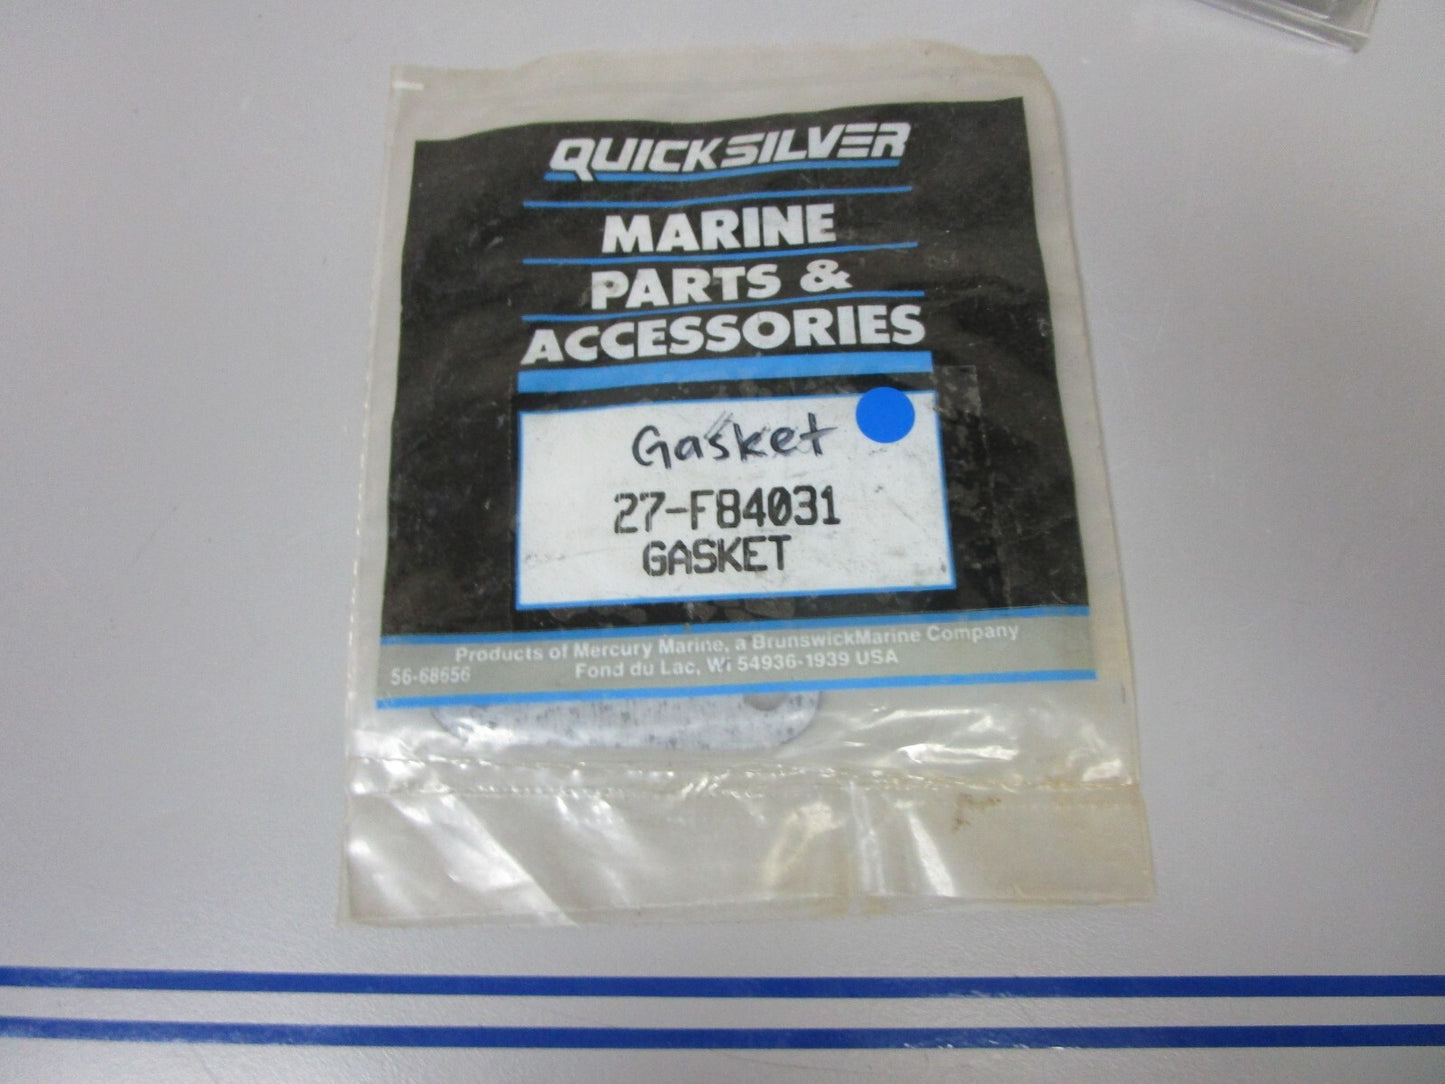 QUICKSILVER
MARINE
PARTS &
ACCESSORIES
Gasket
27-F84031
GASKET
Products of Mercury Marine, a BrunswickMarine Company
Fond du Lac, Wi 54936-1939 USA
56-68656